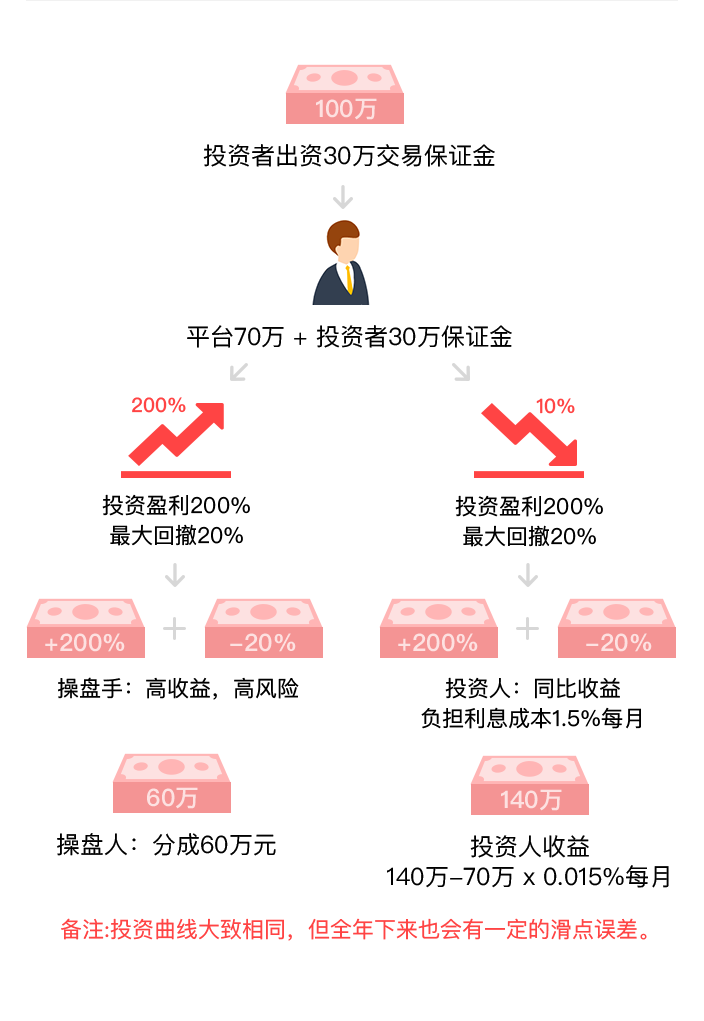 100万
投资者出资30万交易保证金
平台70万 + 投资者30万保证金
200%
10%
投资盈利200%
最大回撤20%
投资盈利200%
最大回撤20%
+200%
-20%
+200%
-20%
操盘手：高收益，高风险
投资人：同比收益
负担利息成本1.5%每月
60万
140万
操盘人：分成60万元
投资人收益
140万-70万 x 0.015%每月
备注:投资曲线大致相同，但全年下来也会有一定的滑点误差。